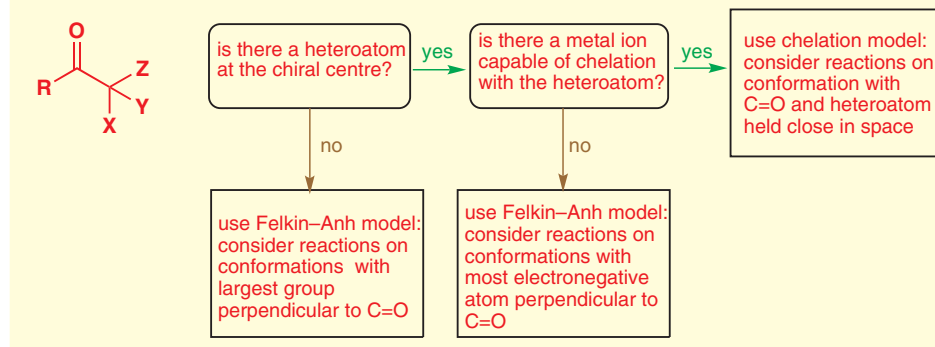 O
R
Z
Y
X
is there a heteroatom
at the chiral centre?
yes
is there a metal ion
capable of chelation
with the heteroatom?
yes
use chelation model:
consider reactions on
conformation with
C=O and heteroatom
held close in space
no
no
use Felkin–Anh model:
consider reactions on
conformations with
largest group
perpendicular to C=O
use Felkin–Anh model:
consider reactions on
conformations with
most electronegative
atom perpendicular to
C=O